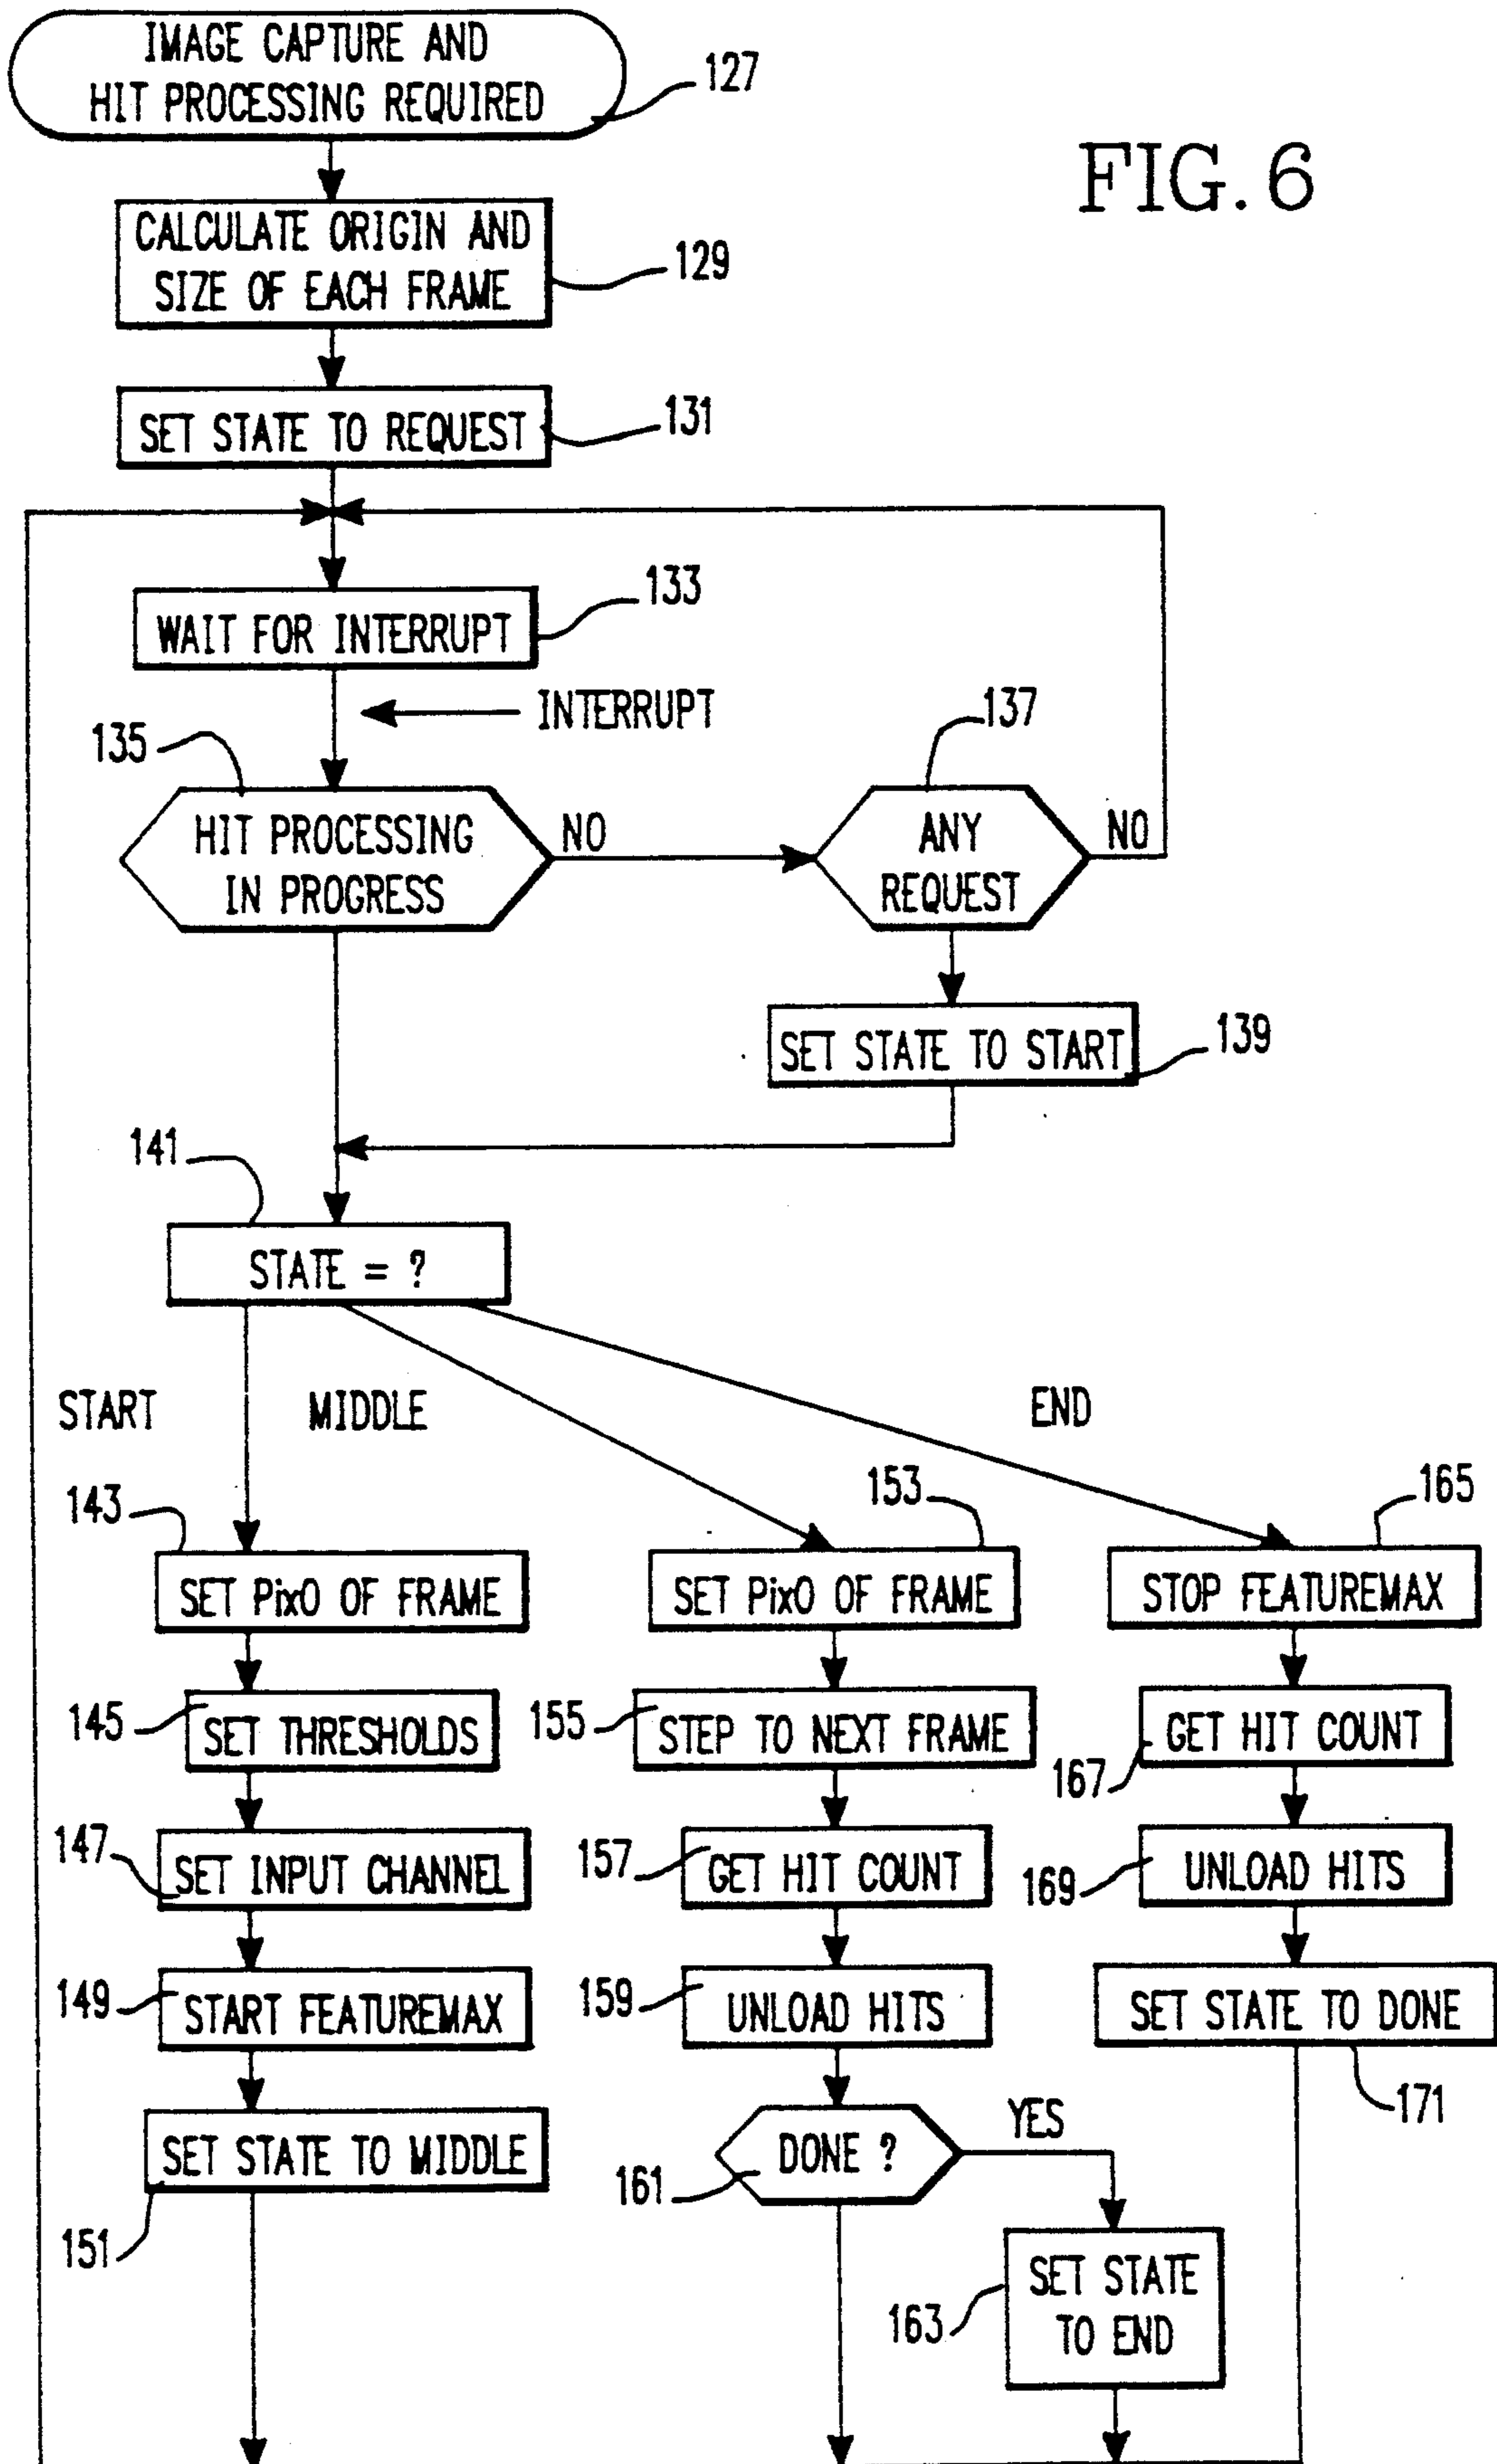 IMAGE CAPTURE AND
HIT PROCESSING REQUIRED
127
FIG. 6
CALCULATE ORIGIN AND
SIZE OF EACH FRAME
129
SET STATE TO REQUEST
131
WAIT FOR INTERRUPT
133
INTERRUPT
135
137
HIT PROCESSING
IN PROGRESS
NO
ANY
REQUEST
NO
SET STATE TO START
139
141
STATE = ?
START
MIDDLE
END
143
153
165
SET Pix0 OF FRAME
SET Pix0 OF FRAME
STOP FEATUREMAX
145
SET THRESHOLDS
155
STEP TO NEXT FRAME
167
GET HIT COUNT
147
SET INPUT CHANNEL
157
GET HIT COUNT
169
UNLOAD HITS
149
START FEATUREMAX
159
UNLOAD HITS
SET STATE TO DONE
171
SET STATE TO MIDDLE
151
DONE ?
YES
161
SET STATE
TO END
163